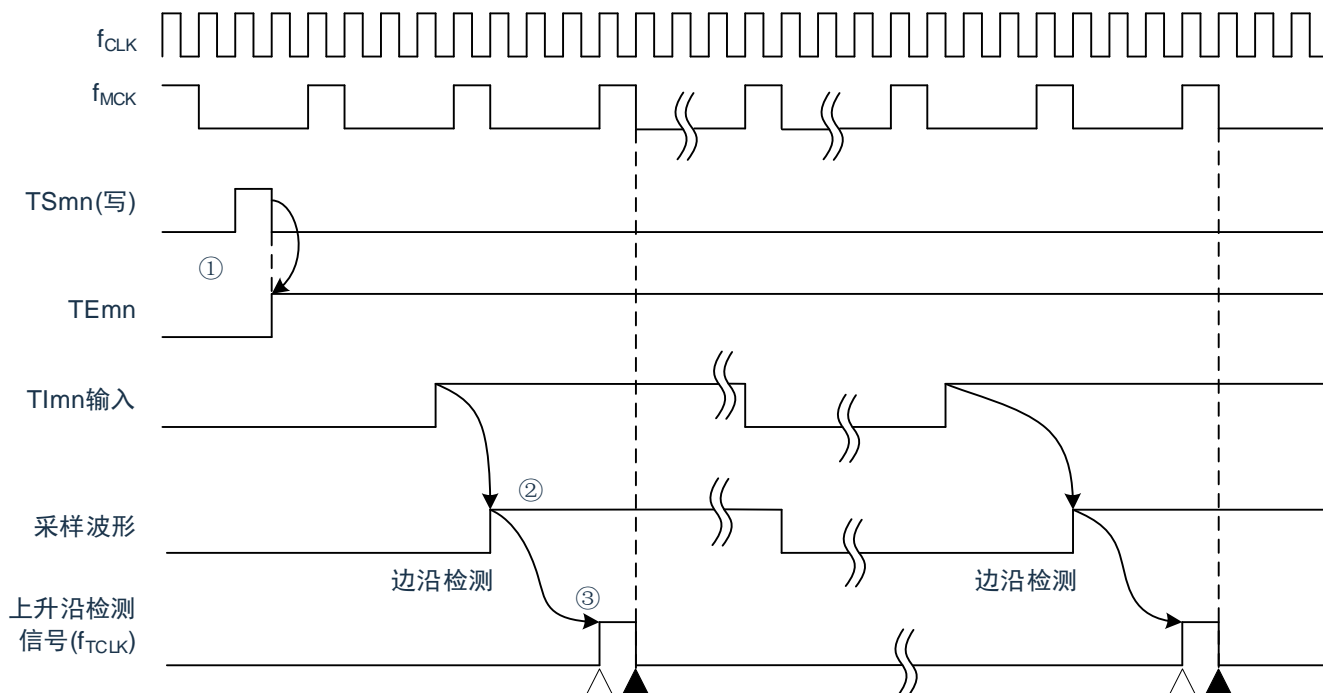 fCLK
fMCK
TSmn(写)
①
TEmn
TImn输入
②
采样波形
边沿检测 边沿检测
③
上升沿检测
信号(fTCLK)